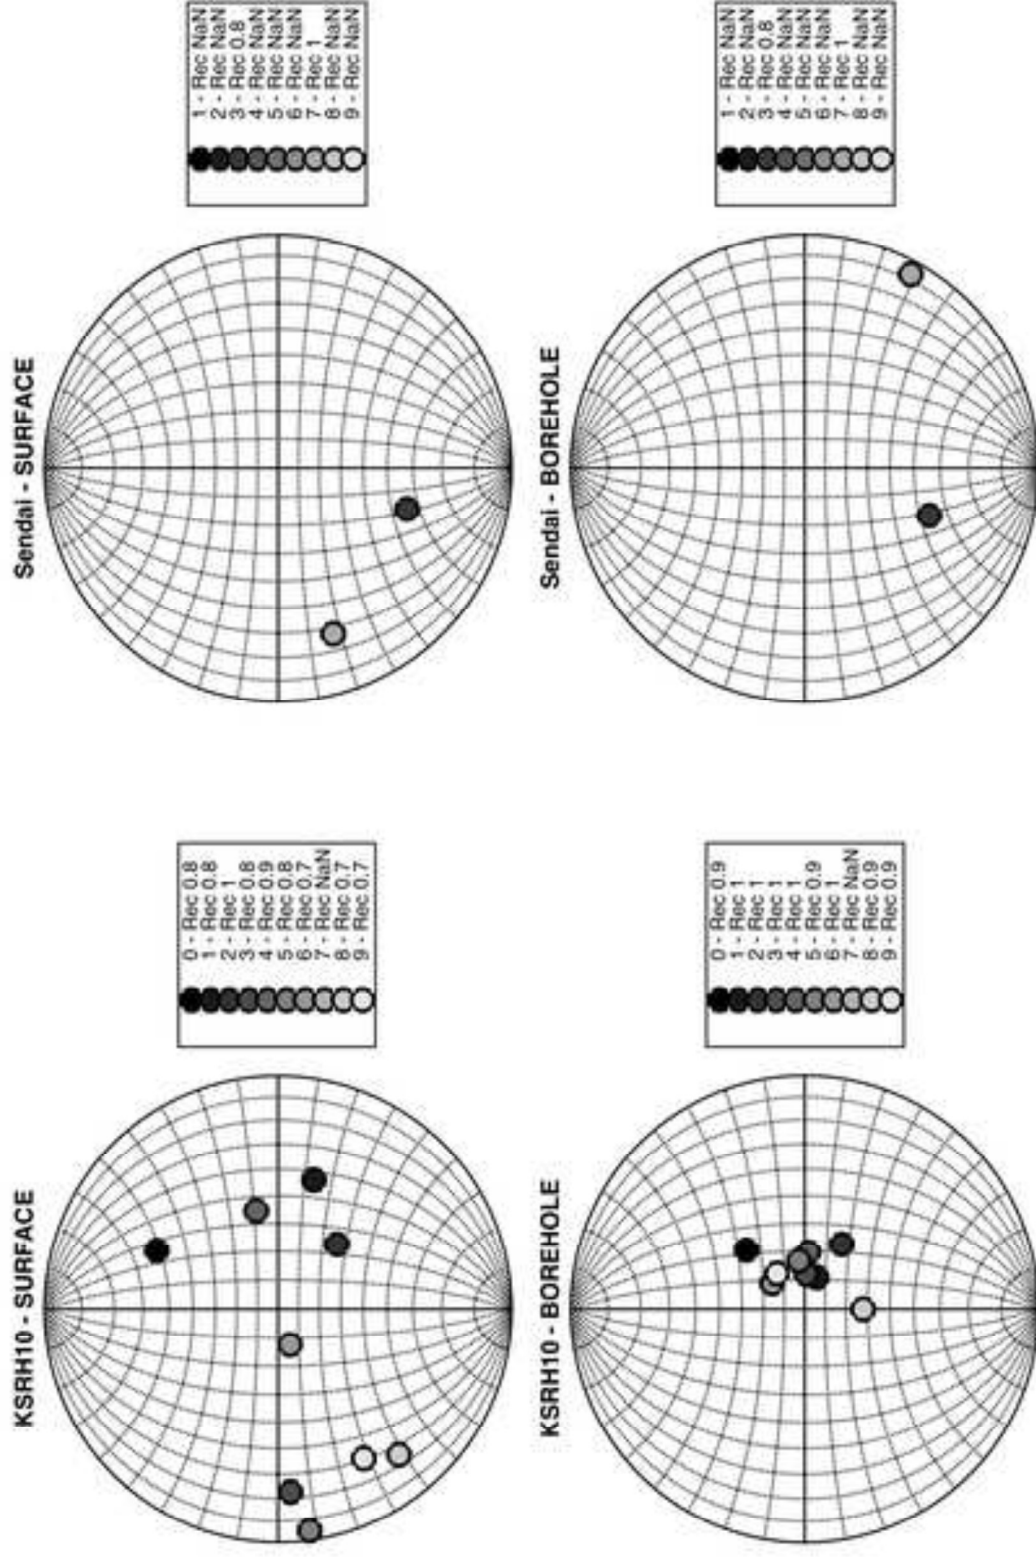 KSRH10 - SURFACE
0 - Rec 0.8
1 - Rec 0.8
2 - Rec 1
3 - Rec 0.8
4 - Rec 0.9
5 - Rec 0.8
6 - Rec 0.7
7 - Rec NaN
8 - Rec 0.7
9 - Rec 0.7
Sendai - SURFACE
1 - Rec NaN
2 - Rec NaN
3 - Rec 0.8
4 - Rec NaN
5 - Rec NaN
6 - Rec NaN
7 - Rec 1
8 - Rec NaN
9 - Rec NaN
KSRH10 - BOREHOLE
0 - Rec 0.9
1 - Rec 1
2 - Rec 1
3 - Rec 1
4 - Rec 1
5 - Rec 0.9
6 - Rec 1
7 - Rec NaN
8 - Rec 0.9
9 - Rec 0.9
Sendai - BOREHOLE
1 - Rec NaN
2 - Rec NaN
3 - Rec 0.8
4 - Rec NaN
5 - Rec NaN
6 - Rec NaN
7 - Rec 1
8 - Rec NaN
9 - Rec NaN